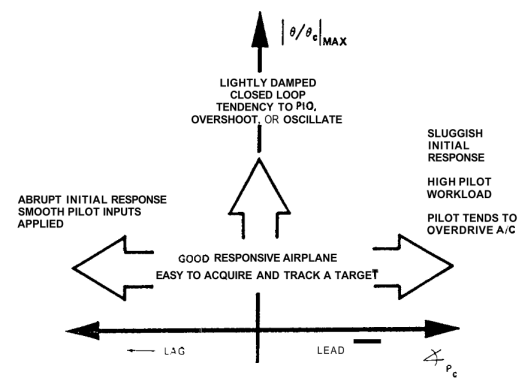 |θ/θc|MAX
LIGHTLY DAMPED
CLOSED LOOP
TENDENCY TO PIO,
OVERSHOOT, OR OSCILLATE
SLUGGISH
INITIAL
RESPONSE
HIGH PILOT
WORKLOAD
PILOT TENDS TO
OVERDRIVE A/C
ABRUPT INITIAL RESPONSE
SMOOTH PILOT INPUTS
APPLIED
GOOD RESPONSIVE AIRPLANE
EASY TO ACQUIRE AND TRACK A TARGET
← LAG
LEAD
∡Pc